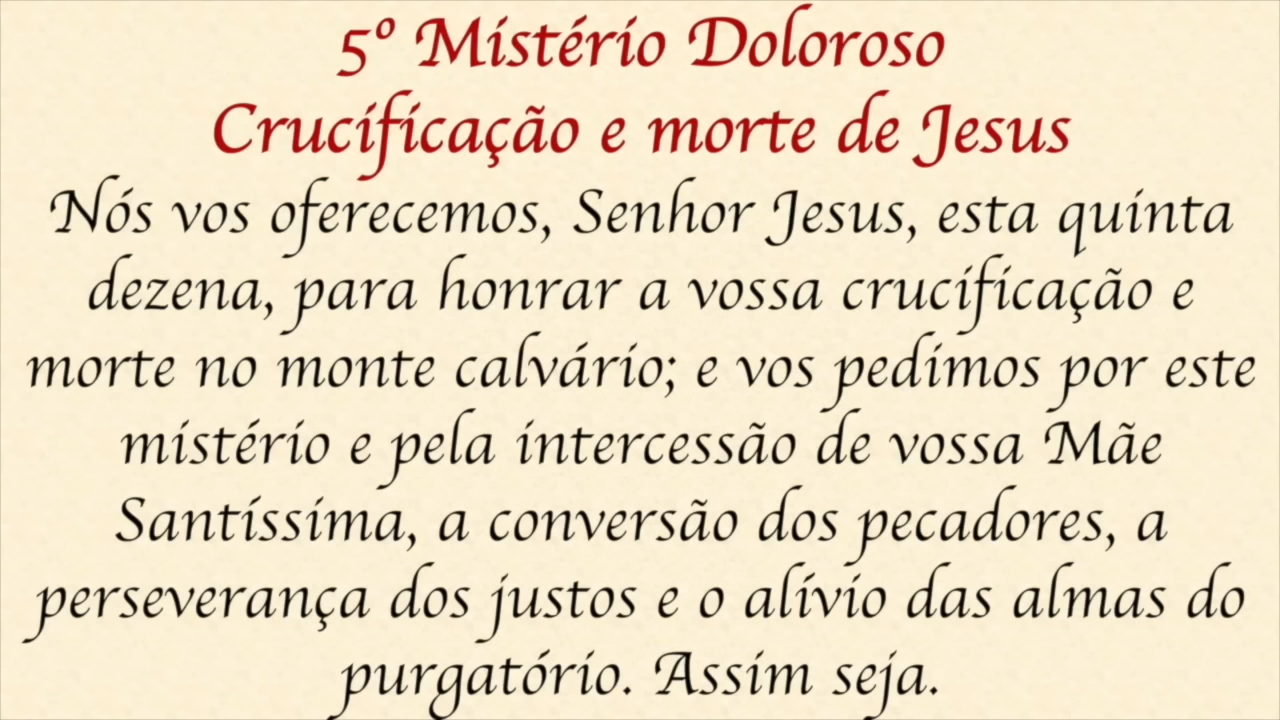 5º Mistério Doloroso
Crucificação e morte de Jesus
Nós vos oferecemos, Senhor Jesus, esta quinta
dezena, para honrar a vossa crucificação e
morte no monte calvário; e vos pedimos por este
mistério e pela intercessão de vossa Mãe
Santíssima, a conversão dos pecadores, a
perseverança dos justos e o alívio das almas do
purgatório. Assim seja.